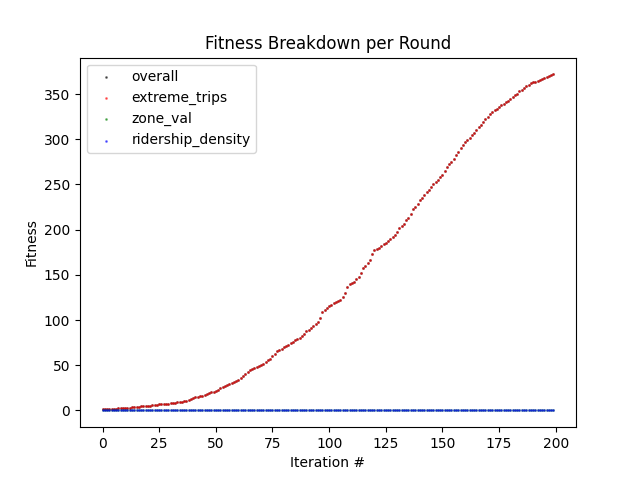 Fitness Breakdown per Round
overall
extreme_trips
zone_val
ridership_density
Fitness
350
300
250
200
150
100
50
0
0 25 50 75 100 125 150 175 200
Iteration #